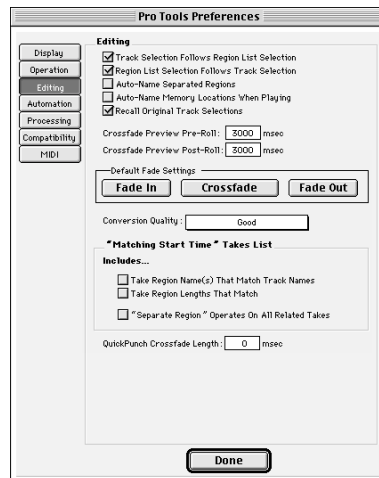 Pro Tools Preferences
Display
Operation
Editing
Automation
Processing
Compatibility
MIDI
Editing
Track Selection Follows Region List Selection
Region List Selection Follows Track Selection
Auto-Name Separated Regions
Auto-Name Memory Locations When Playing
Recall Original Track Selections
Crossfade Preview Pre-Roll: 3000 msec
Crossfade Preview Post-Roll: 3000 msec
Default Fade Settings
Fade In Crossfade Fade Out
Conversion Quality: Good
"Matching Start Time" Takes List
Includes...
Take Region Name(s) That Match Track Names
Take Region Lengths That Match
"Separate Region" Operates On All Related Takes
QuickPunch Crossfade Length: 0 msec
Done